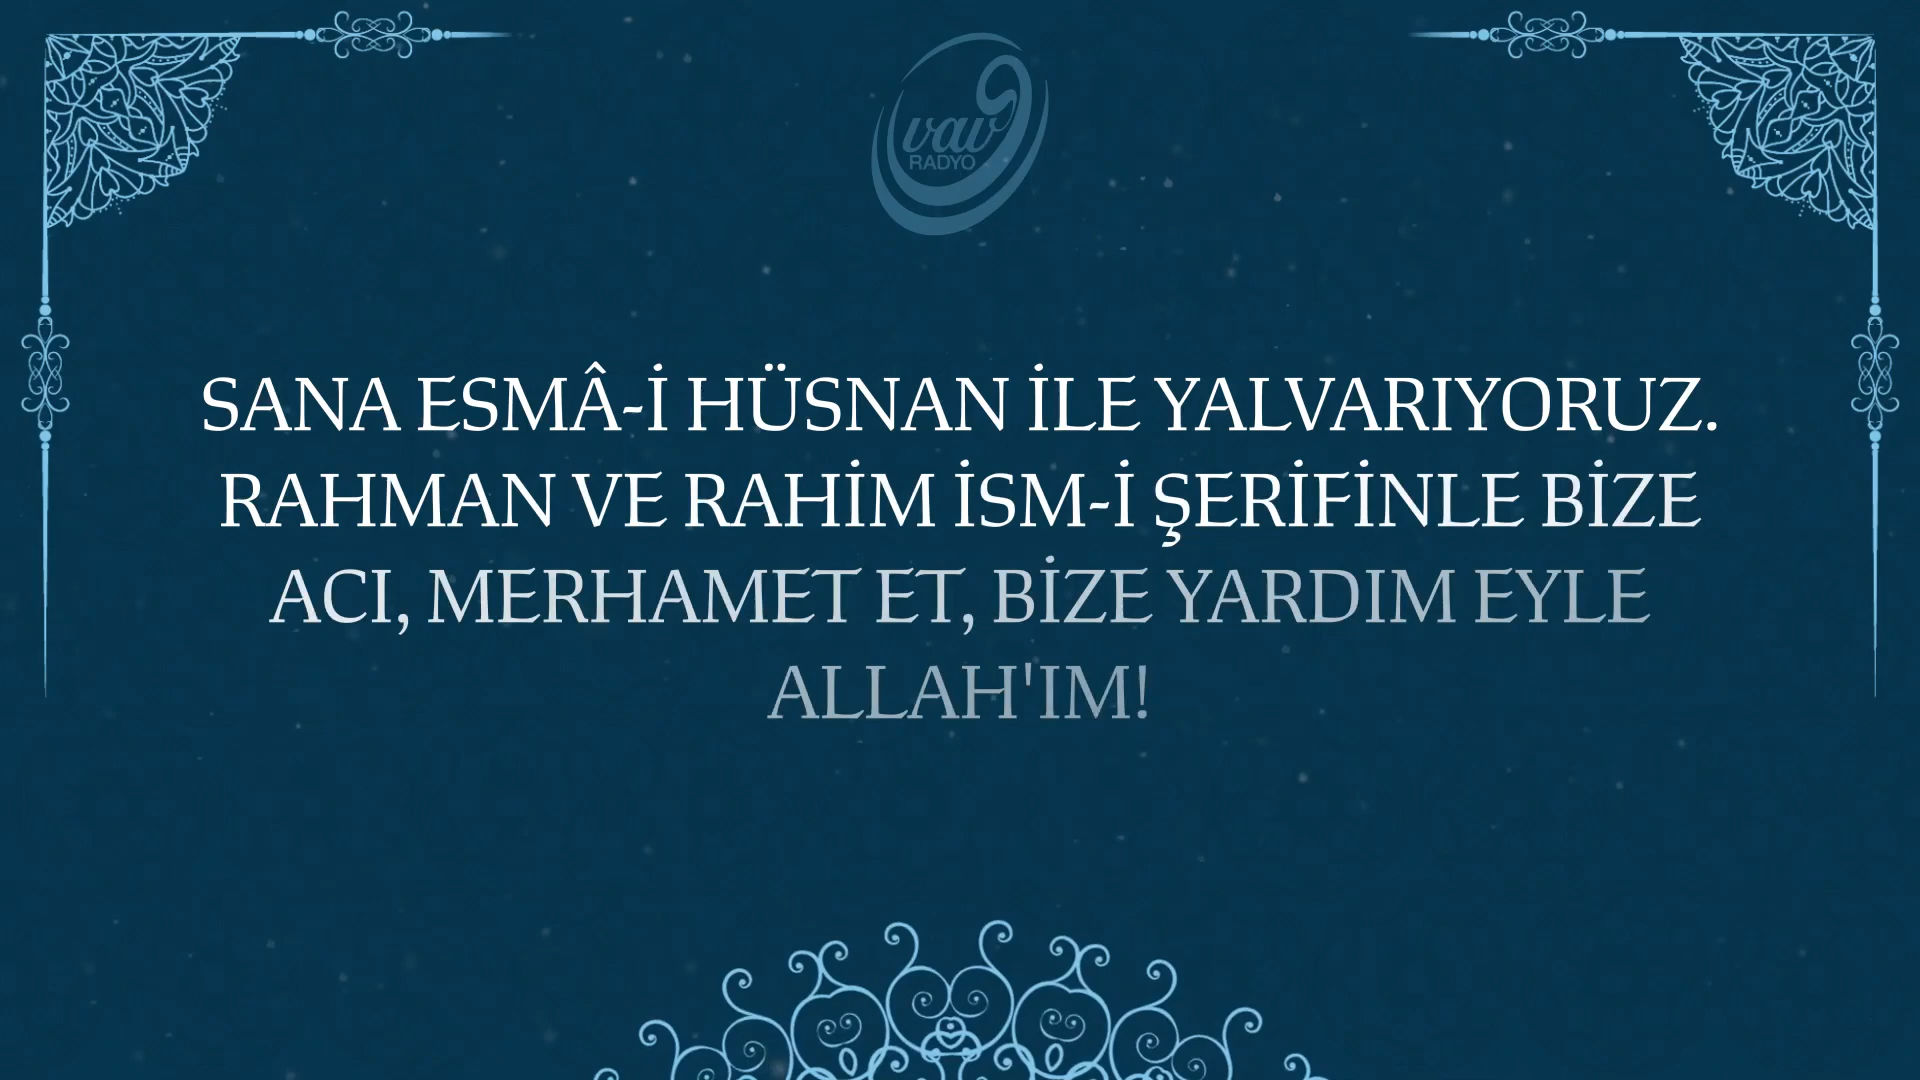 vav
RADYO
SANA ESMÂ-İ HÜSNAN İLE YALVARIYORUZ.
RAHMAN VE RAHİM İSM-İ ŞERİFİNLE BİZE
ACI, MERHAMET ET, BİZE YARDIM EYLE
ALLAH'IM!